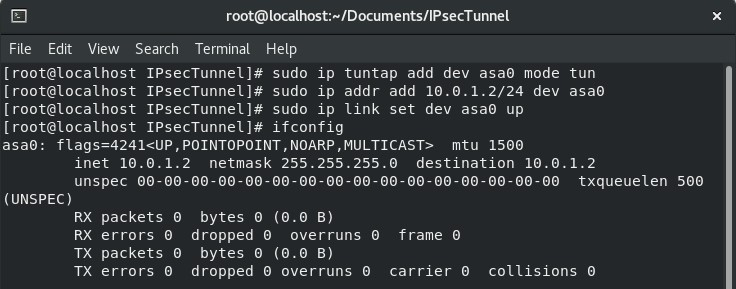 root@localhost:~/Documents/IPsecTunnel
File Edit View Search Terminal Help
[root@localhost IPsecTunnel]# sudo ip tuntap add dev asa0 mode tun
[root@localhost IPsecTunnel]# sudo ip addr add 10.0.1.2/24 dev asa0
[root@localhost IPsecTunnel]# sudo ip link set dev asa0 up
[root@localhost IPsecTunnel]# ifconfig
asa0: flags=4241<UP,POINTOPOINT,NOARP,MULTICAST>  mtu 1500
        inet 10.0.1.2  netmask 255.255.255.0  destination 10.0.1.2
        unspec 00-00-00-00-00-00-00-00-00-00-00-00-00-00-00-00  txqueuelen 500
(UNSPEC)
        RX packets 0  bytes 0 (0.0 B)
        RX errors 0  dropped 0  overruns 0  frame 0
        TX packets 0  bytes 0 (0.0 B)
        TX errors 0  dropped 0 overruns 0  carrier 0  collisions 0